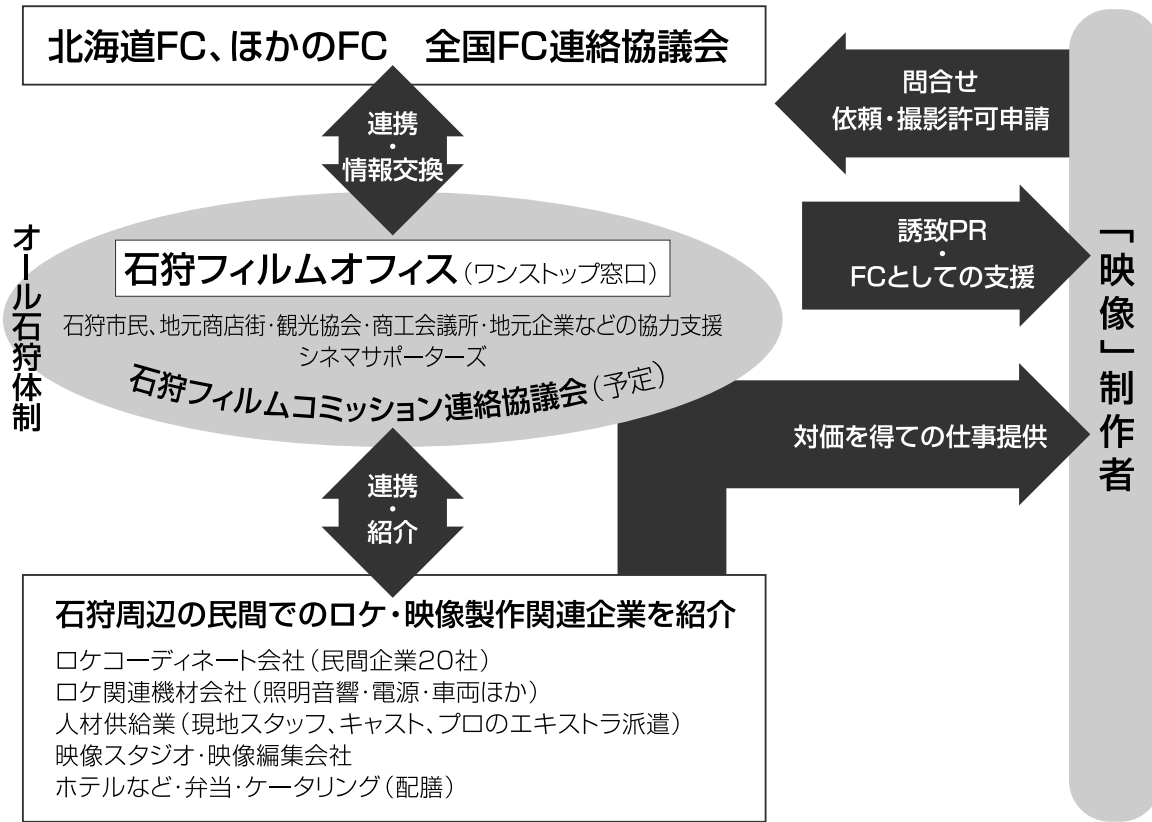 北海道FC、ほかのFC　全国FC連絡協議会
連携
・
情報交換
問合せ
依頼・撮影許可申請
誘致PR
・
FCとしての支援
オール石狩体制
石狩フィルムオフィス（ワンストップ窓口）
石狩市民、地元商店街・観光協会・商工会議所・地元企業などの協力支援
シネマサポーターズ
石狩フィルムコミッション連絡協議会（予定）
対価を得ての仕事提供
「映像」制作者
連携
・
紹介
石狩周辺の民間でのロケ・映像製作関連企業を紹介
ロケコーディネート会社（民間企業20社）
ロケ関連機材会社（照明音響・電源・車両ほか）
人材供給業（現地スタッフ、キャスト、プロのエキストラ派遣）
映像スタジオ・映像編集会社
ホテルなど・弁当・ケータリング（配膳）